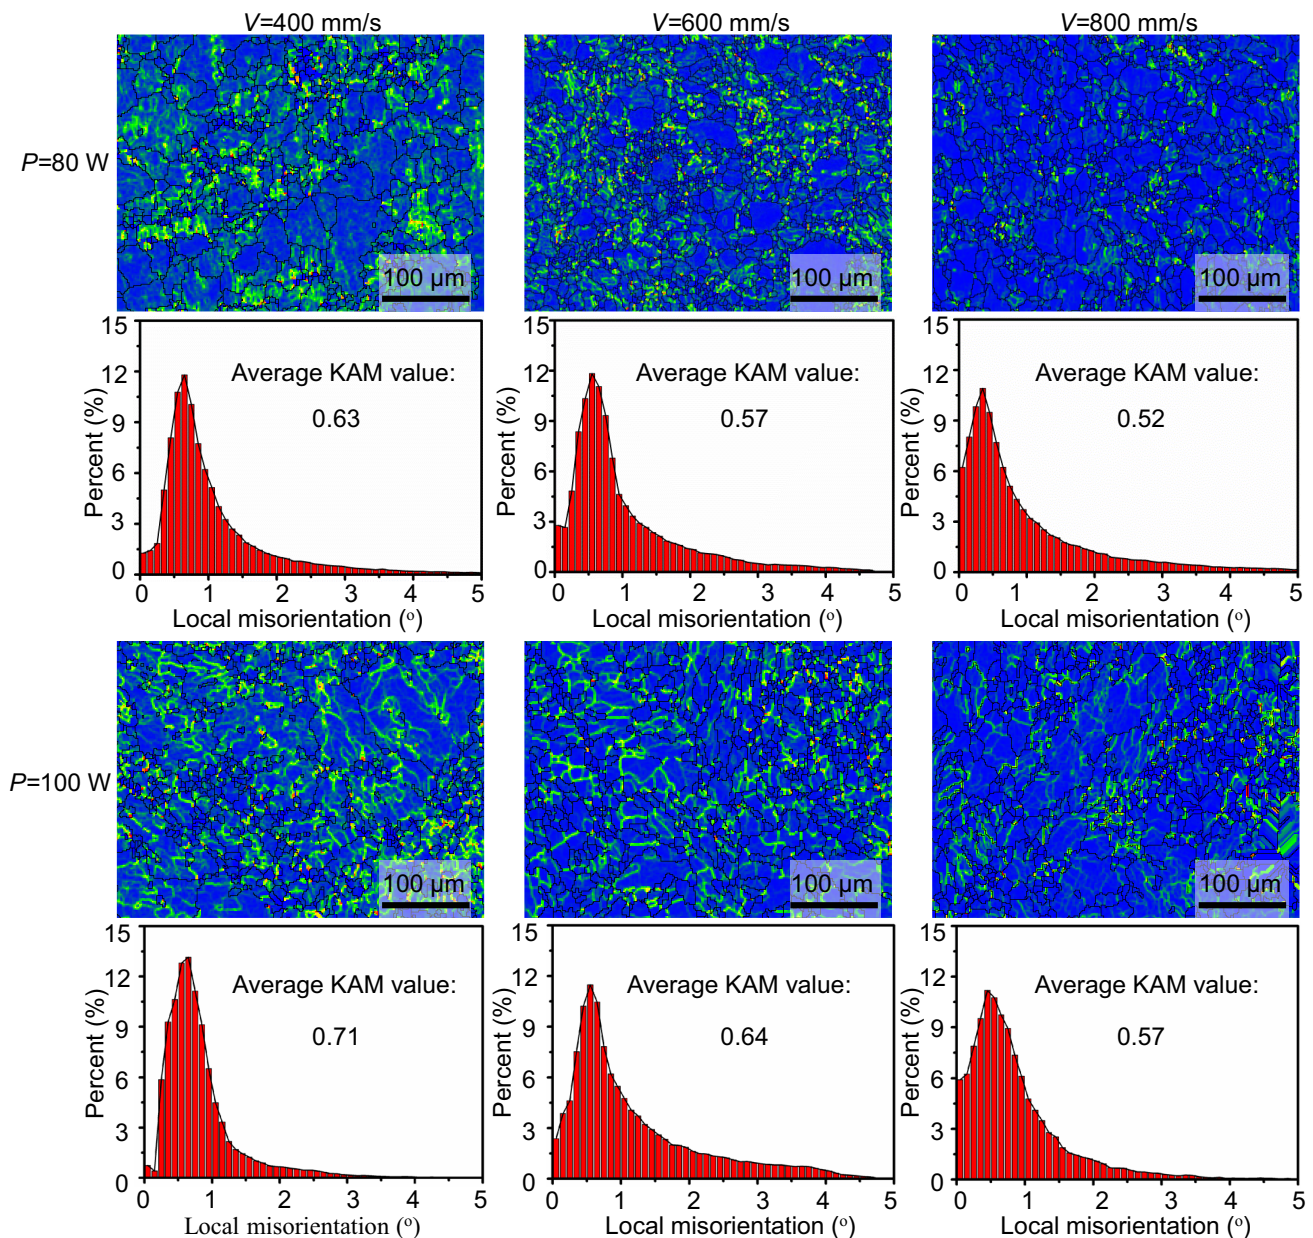 V=400 mm/s V=600 mm/s V=800 mm/s
P=80 W
100 μm 100 μm 100 μm
15 15 15
Average KAM value: Average KAM value: Average KAM value:
12 12 12
0.63 0.57 0.52
9 9 9
Percent (%) Percent (%) Percent (%)
6 6 6
3 3 3
0 0 0
0 1 2 3 4 5 0 1 2 3 4 5 0 1 2 3 4 5
Local misorientation (°) Local misorientation (°) Local misorientation (°)
P=100 W
100 μm 100 μm 100 μm
15 15 15
Average KAM value: Average KAM value: Average KAM value:
12 12 12
0.71 0.64 0.57
9 9 9
Percent (%) Percent (%) Percent (%)
6 6 6
3 3 3
0 0 0
0 1 2 3 4 5 0 1 2 3 4 5 0 1 2 3 4 5
Local misorientation (°) Local misorientation (°) Local misorientation (°)